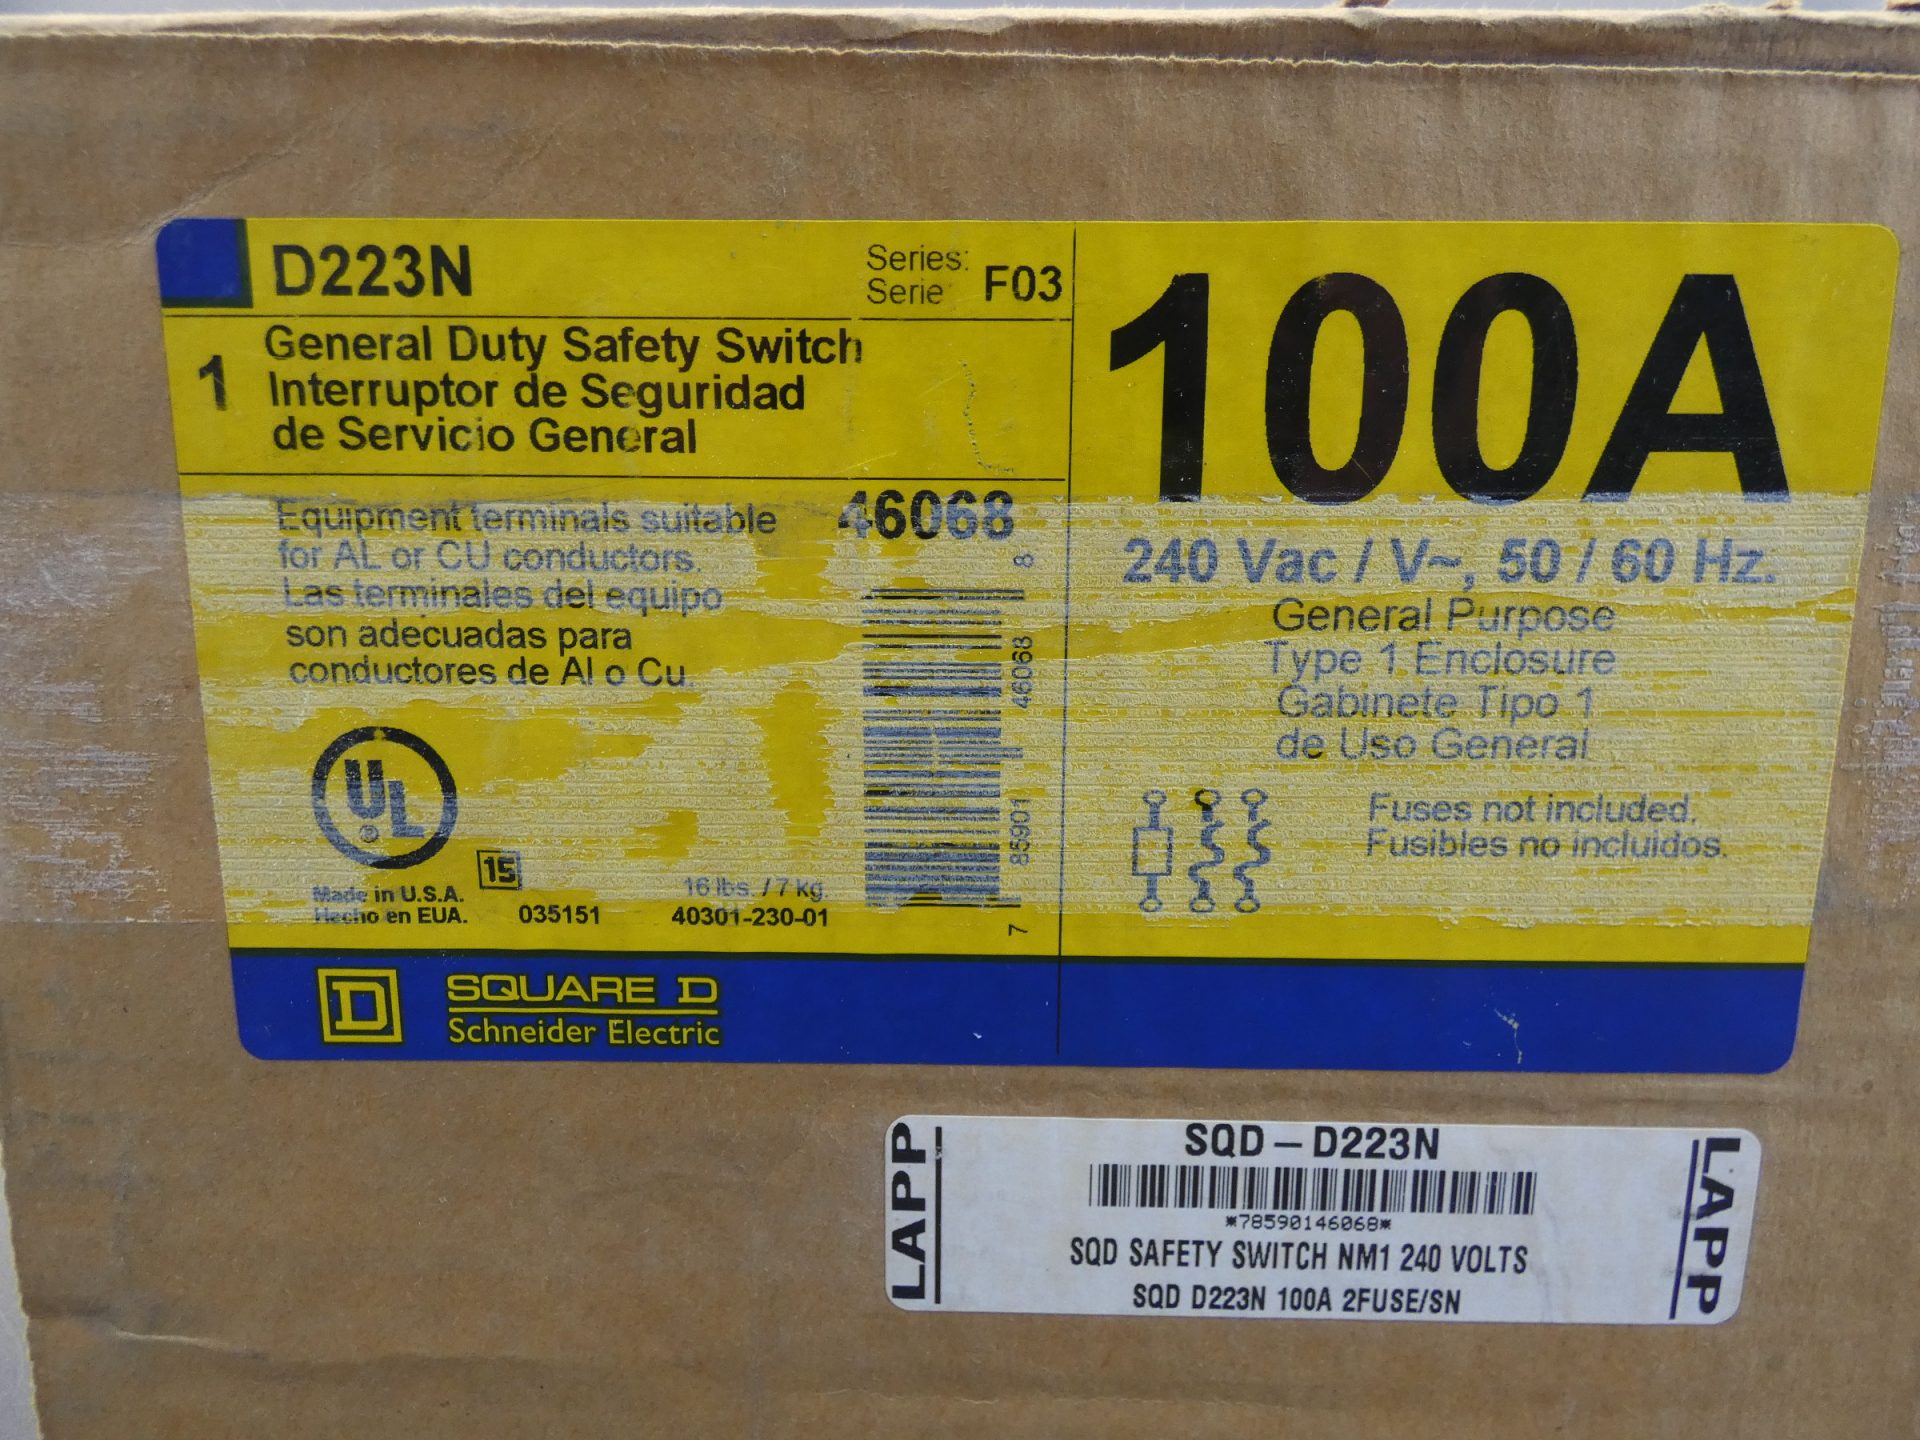 D223N
Series:
Serie
F03
1
General Duty Safety Switch
Interruptor de Seguridad
de Servicio General
Equipment terminals suitable
for AL or CU conductors.
Las terminales del equipo
son adecuadas para
conductores de Al o Cu.
46068
7 85901 46068 8
UL
®
15
Made in U.S.A.
Hecho en EUA.
035151
16 lbs. / 7 kg.
40301-230-01
100A
240 Vac / V~, 50 / 60 Hz.
General Purpose
Type 1 Enclosure
Gabinete Tipo 1
de Uso General
Fuses not included.
Fusibles no incluidos.
D
SQUARE D
Schneider Electric
LAPP
SQD-D223N
*78590146068*
SQD SAFETY SWITCH NM1 240 VOLTS
SQD D223N 100A 2FUSE/SN
LAPP